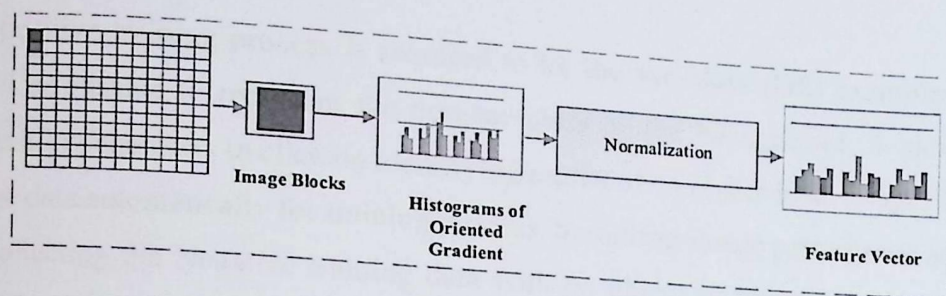 Image Blocks
Histograms of
Oriented
Gradient
Normalization
Feature Vector